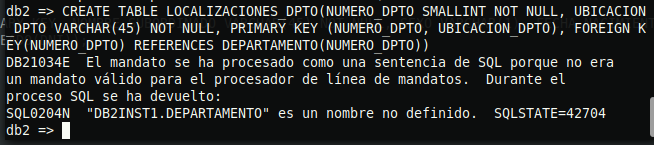 db2 => CREATE TABLE LOCALIZACIONES_DPTO(NUMERO_DPTO SMALLINT NOT NULL, UBICACION
_DPTO VARCHAR(45) NOT NULL, PRIMARY KEY (NUMERO_DPTO, UBICACION_DPTO), FOREIGN K
EY(NUMERO_DPTO) REFERENCES DEPARTAMENTO(NUMERO_DPTO))
DB21034E  El mandato se ha procesado como una sentencia de SQL porque no era
un mandato válido para el procesador de línea de mandatos.  Durante el
proceso SQL se ha devuelto:
SQL0204N  "DB2INST1.DEPARTAMENTO" es un nombre no definido.  SQLSTATE=42704
db2 =>